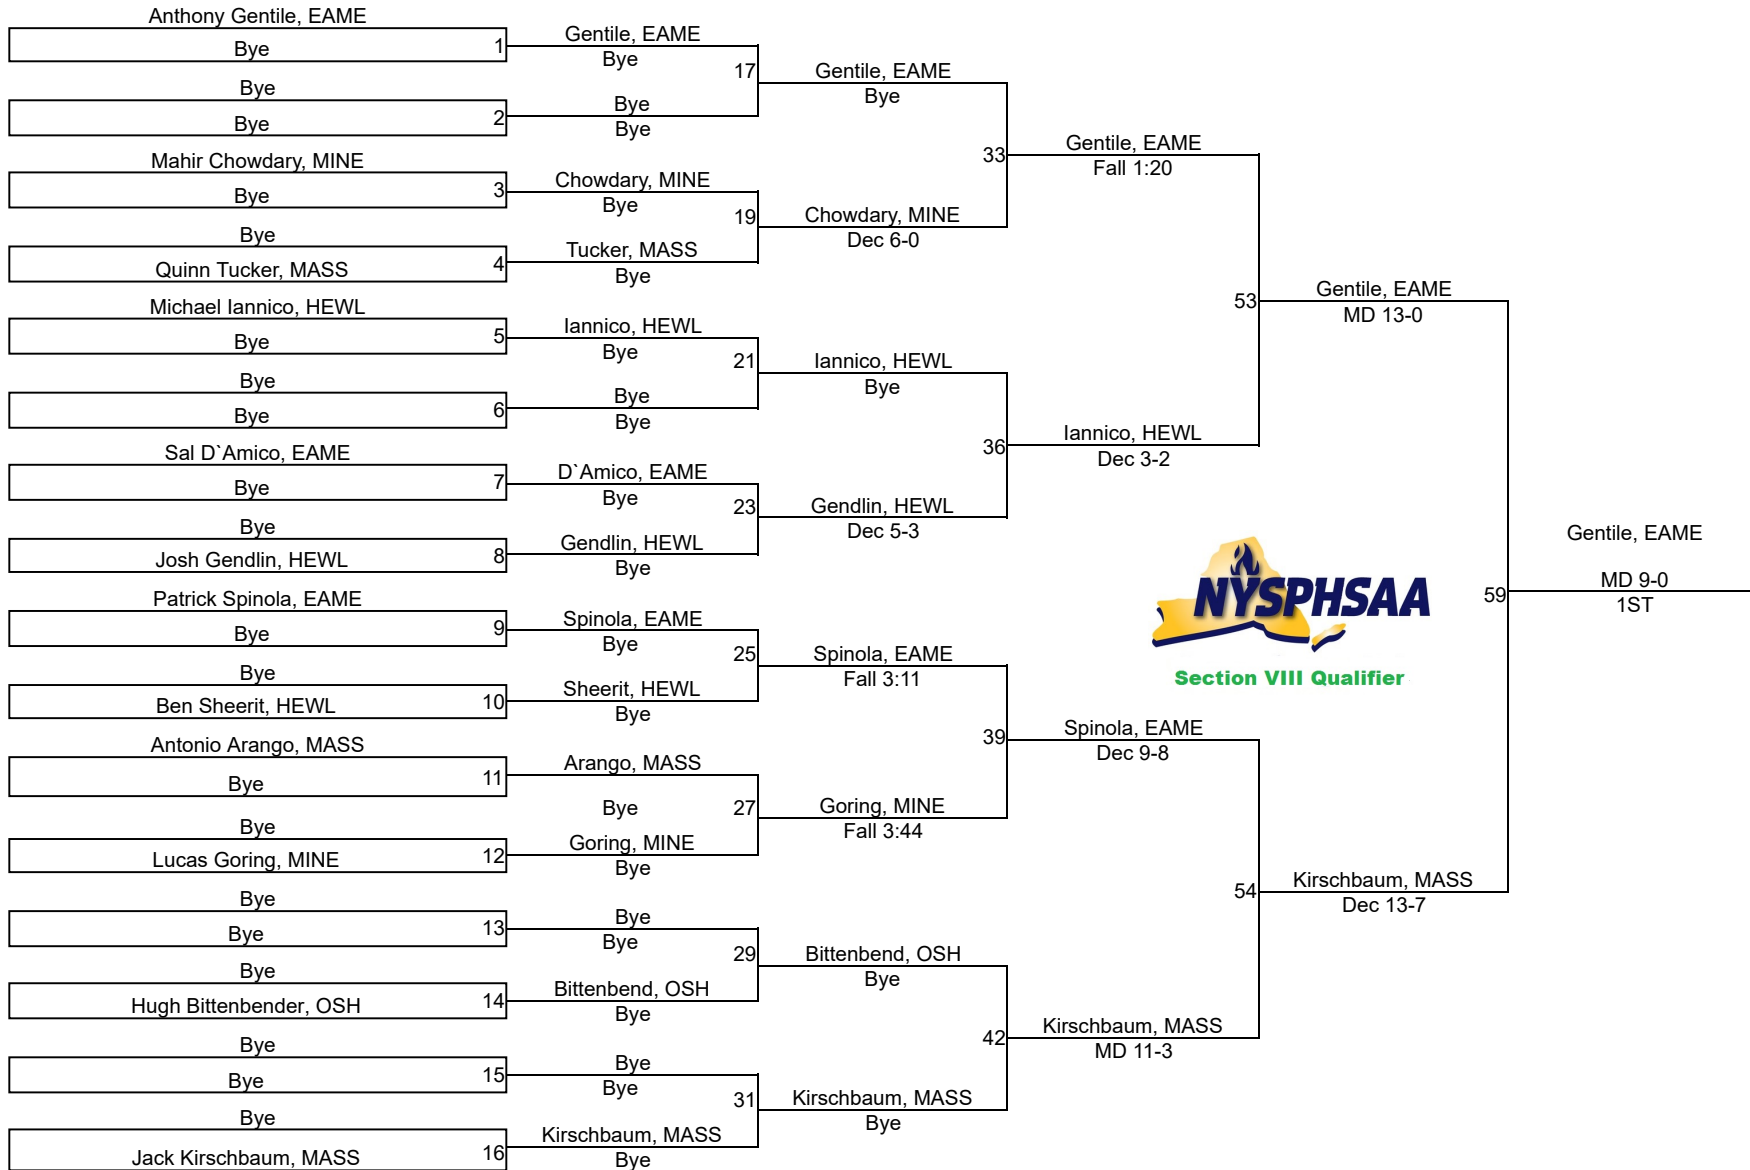 Anthony Gentile, EAME
Bye
1
Bye
Bye
2
Mahir Chowdary, MINE
Bye
3
Bye
Quinn Tucker, MASS
4
Michael Iannico, HEWL
Bye
5
Bye
Bye
6
Sal D`Amico, EAME
Bye
7
Bye
Josh Gendlin, HEWL
8
Patrick Spinola, EAME
Bye
9
Bye
Ben Sheerit, HEWL
10
Antonio Arango, MASS
Bye
11
Bye
Lucas Goring, MINE
12
Bye
Bye
13
Bye
Hugh Bittenbender, OSH
14
Bye
Bye
15
Bye
Jack Kirschbaum, MASS
16
Gentile, EAME
Bye
17
Bye
Bye
Chowdary, MINE
Bye
19
Tucker, MASS
Bye
Iannico, HEWL
Bye
21
Bye
Bye
D`Amico, EAME
Bye
23
Gendlin, HEWL
Bye
Spinola, EAME
Bye
25
Sheerit, HEWL
Bye
Arango, MASS
Bye
27
Goring, MINE
Bye
Bye
Bye
29
Bittenbend, OSH
Bye
Bye
Bye
31
Kirschbaum, MASS
Bye
Gentile, EAME
Bye
33
Chowdary, MINE
Dec 6-0
Iannico, HEWL
Bye
36
Gendlin, HEWL
Dec 5-3
Spinola, EAME
Fall 3:11
39
Goring, MINE
Fall 3:44
Bittenbend, OSH
Bye
42
Kirschbaum, MASS
Bye
Gentile, EAME
Fall 1:20
53
Iannico, HEWL
Dec 3-2
Spinola, EAME
Dec 9-8
54
Kirschbaum, MASS
MD 11-3
Gentile, EAME
MD 13-0
59
Kirschbaum, MASS
Dec 13-7
Gentile, EAME
MD 9-0
1ST
NYSPHSAA
Section VIII Qualifier